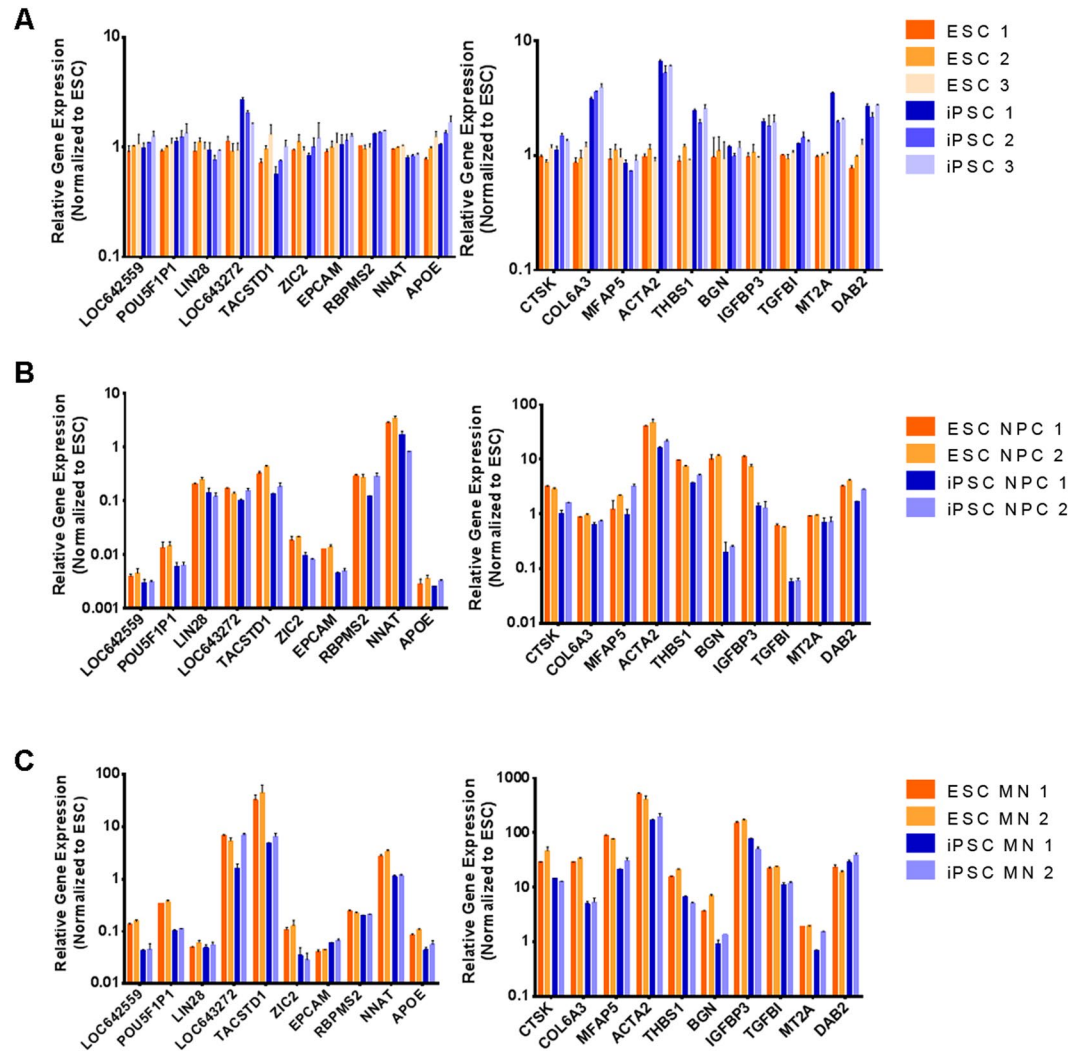 A
Relative Gene Expression
(Normalized to ESC)
10
1
0.1
LOC642559
POU5F1P1
LIN28
LOC643272
TACSTD1
ZIC2
EPCAM
RBPMS2
NNAT
APOE
Relative Gene Expression
(Normalized to ESC)
10
1
0.1
CTSK
COL6A3
MFAP5
ACTA2
THBS1
BGN
IGFBP3
TGFBI
MT2A
DAB2
ESC 1
ESC 2
ESC 3
iPSC 1
iPSC 2
iPSC 3
B
Relative Gene Expression
(Normalized to ESC)
10
1
0.1
0.01
0.001
LOC642559
POU5F1P1
LIN28
LOC643272
TACSTD1
ZIC2
EPCAM
RBPMS2
NNAT
APOE
Relative Gene Expression
(Normalized to ESC)
100
10
1
0.1
0.01
CTSK
COL6A3
MFAP5
ACTA2
THBS1
BGN
IGFBP3
TGFBI
MT2A
DAB2
ESC NPC 1
ESC NPC 2
iPSC NPC 1
iPSC NPC 2
C
Relative Gene Expression
(Normalized to ESC)
100
10
1
0.1
0.01
LOC642559
POU5F1P1
LIN28
LOC643272
TACSTD1
ZIC2
EPCAM
RBPMS2
NNAT
APOE
Relative Gene Expression
(Normalized to ESC)
1000
100
10
1
0.1
CTSK
COL6A3
MFAP5
ACTA2
THBS1
BGN
IGFBP3
TGFBI
MT2A
DAB2
ESC MN 1
ESC MN 2
iPSC MN 1
iPSC MN 2